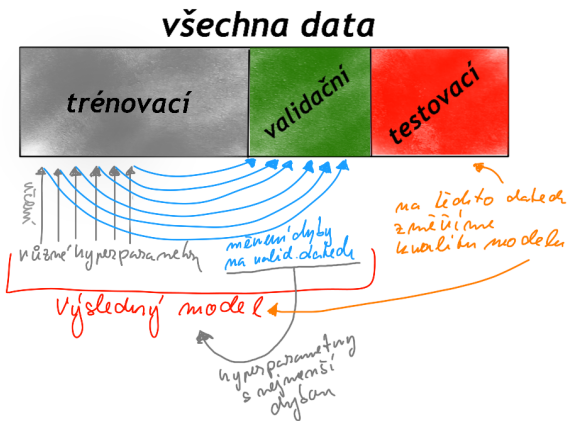 všechna data
trénovací
validační
testovací
učení
různé hyperparametry
měření chyby
na valid. datech
na těchto datech
změříme
kvalitu modelu
výsledný model
hyperparametry
s nejmenší
chybou